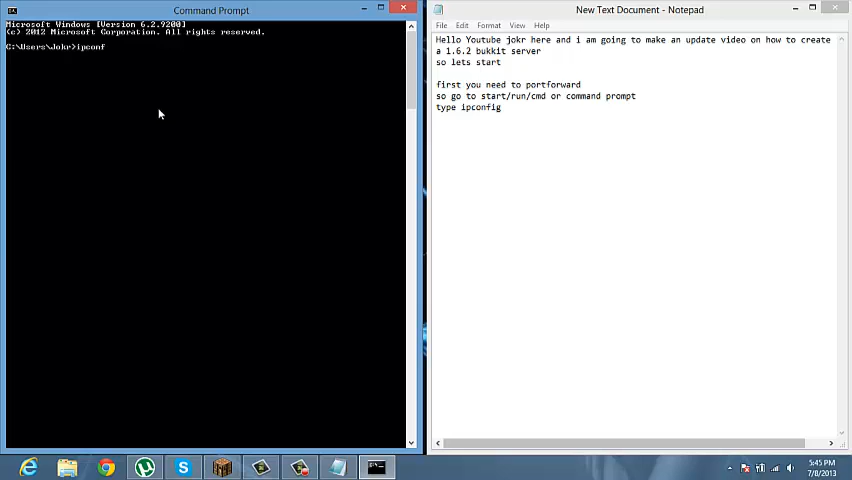 Command Prompt
Microsoft Windows [Version 6.2.9200]
(c) 2012 Microsoft Corporation. All rights reserved.
C:\Users\Jokr>ipconf
New Text Document - Notepad
File Edit Format View Help
Hello Youtube jokr here and i am going to make an update video on how to create
a 1.6.2 bukkit server
so lets start
first you need to portforward
so go to start/run/cmd or command prompt
type ipconfig
5:45 PM
7/8/2013